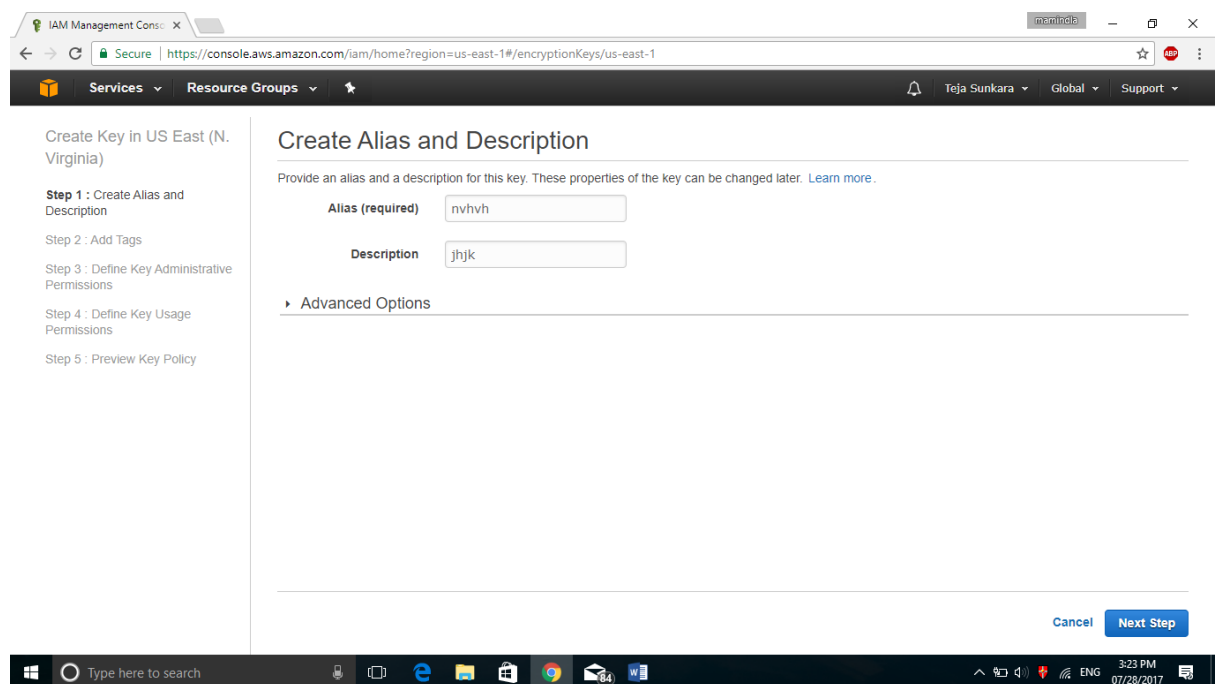 IAM Management Conso
mamindla
Secure | https://console.aws.amazon.com/iam/home?region=us-east-1#/encryptionKeys/us-east-1
ABP
Services
Resource Groups
Teja Sunkara
Global
Support
Create Key in US East (N.
Virginia)
Step 1 : Create Alias and
Description
Step 2 : Add Tags
Step 3 : Define Key Administrative
Permissions
Step 4 : Define Key Usage
Permissions
Step 5 : Preview Key Policy
Create Alias and Description
Provide an alias and a description for this key. These properties of the key can be changed later. Learn more.
Alias (required) nvhvh
Description jhjk
Advanced Options
Cancel
Next Step
Type here to search
84
ENG
3:23 PM
07/28/2017